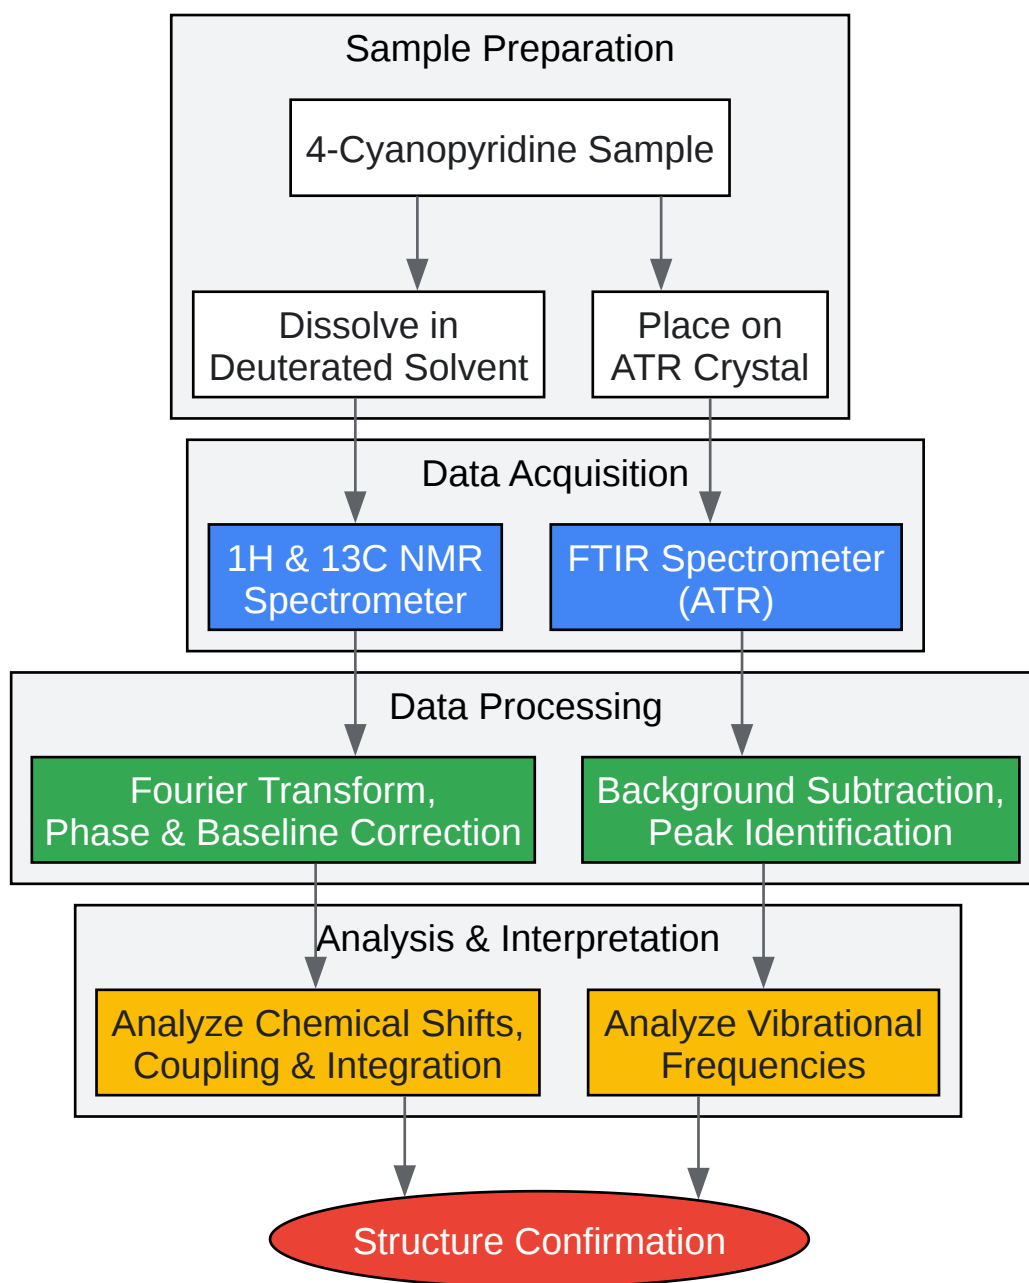 Sample Preparation
4-Cyanopyridine Sample
Dissolve in
Deuterated Solvent
Place on
ATR Crystal
Data Acquisition
1H & 13C NMR
Spectrometer
FTIR Spectrometer
(ATR)
Data Processing
Fourier Transform,
Phase & Baseline Correction
Background Subtraction,
Peak Identification
Analysis & Interpretation
Analyze Chemical Shifts,
Coupling & Integration
Analyze Vibrational
Frequencies
Structure Confirmation